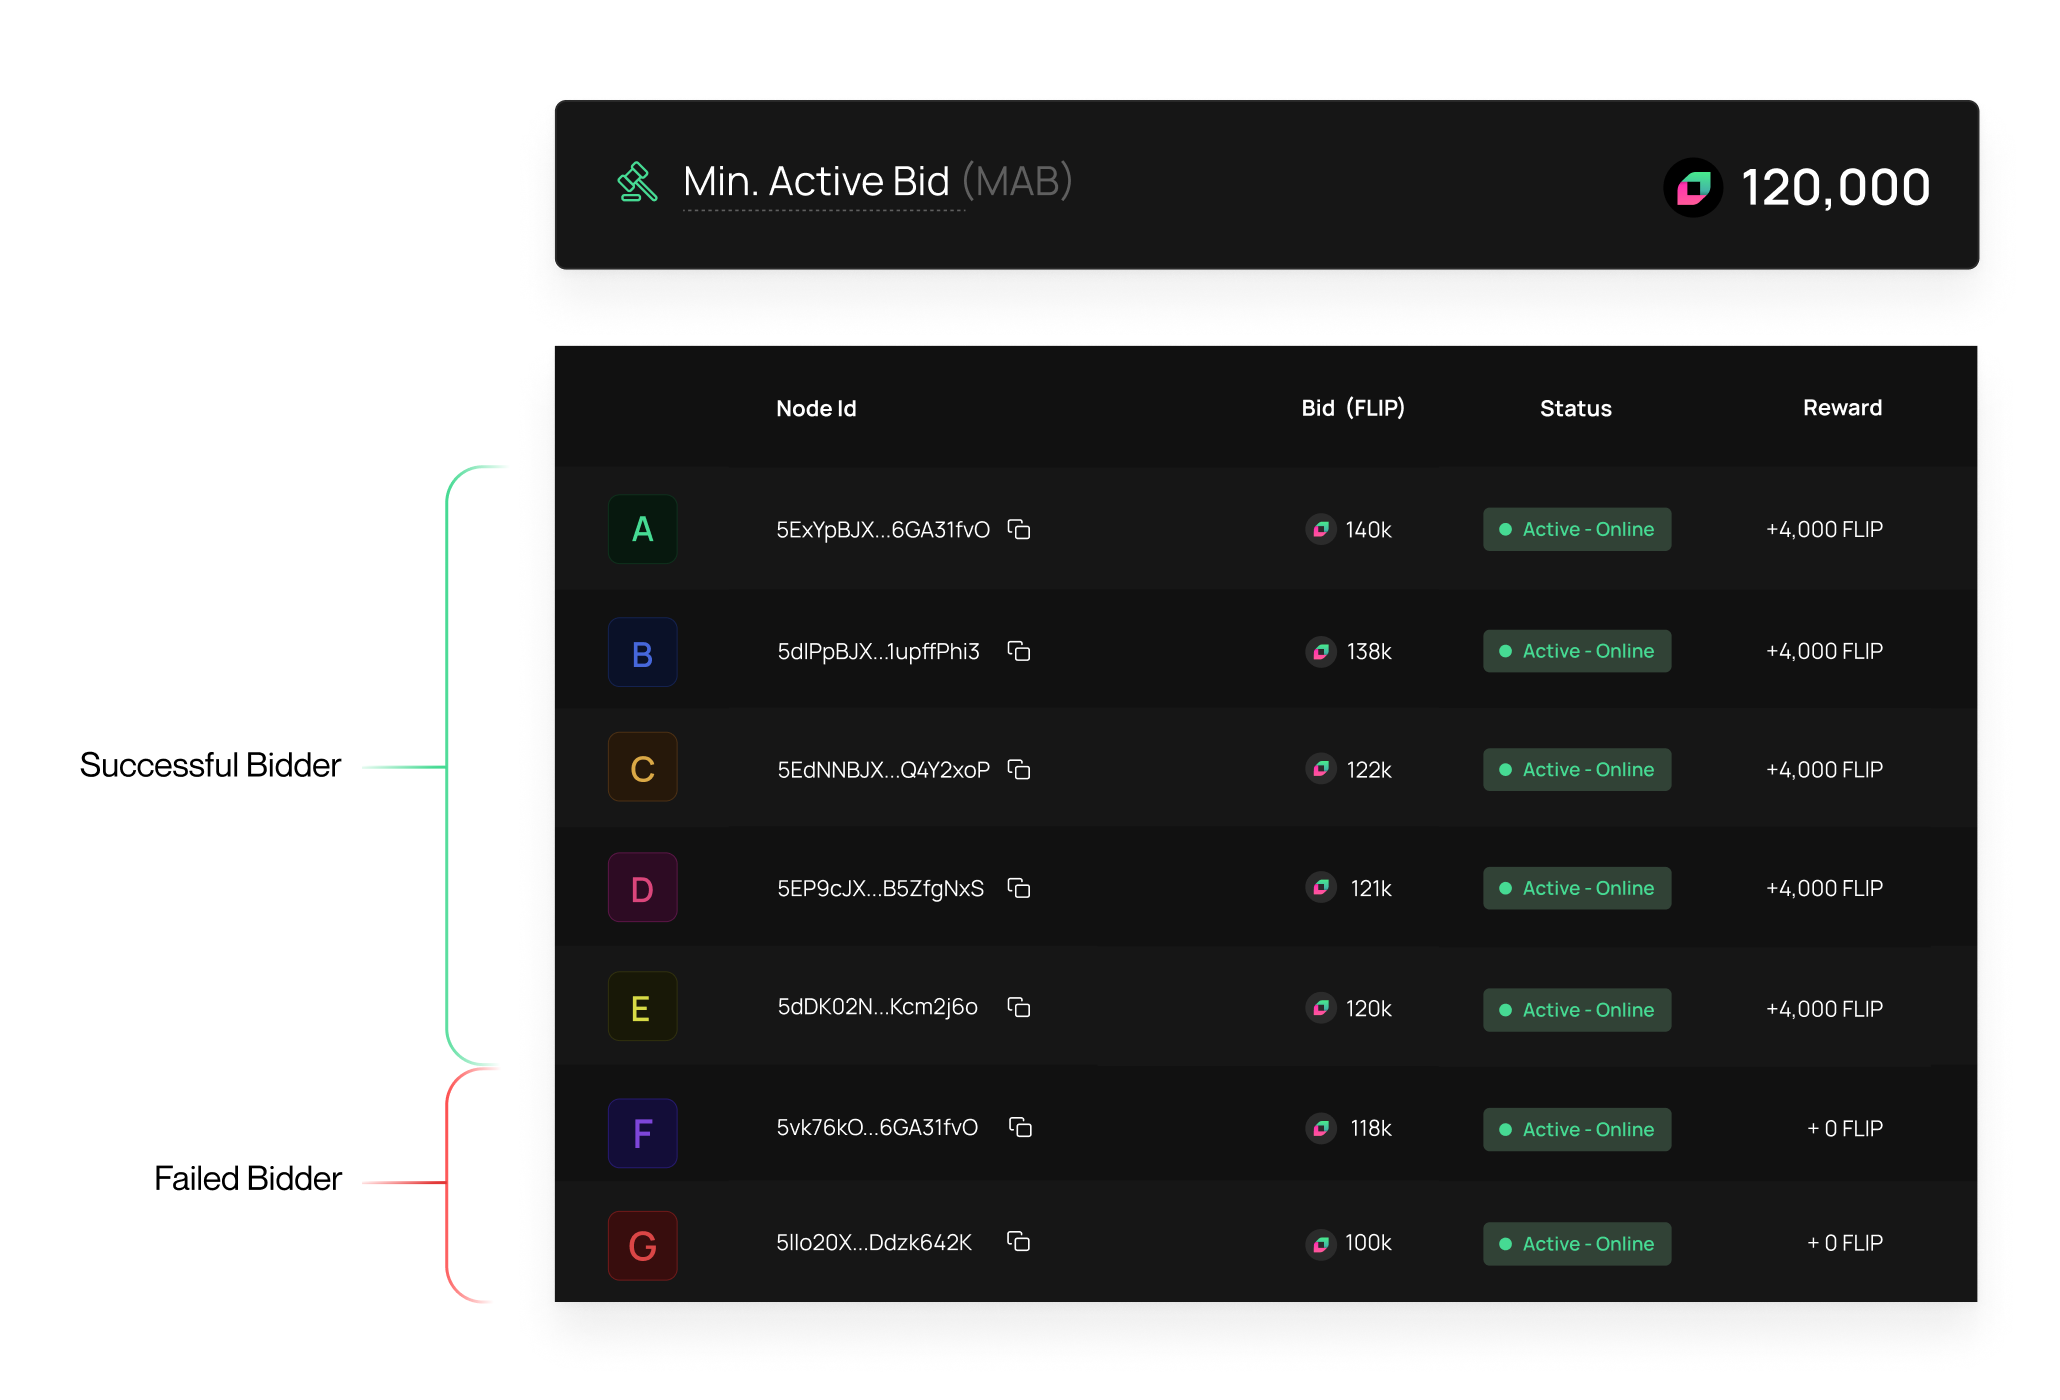 Min. Active Bid (MAB) 120,000
Node Id Bid (FLIP) Status Reward
A 5ExYpBJX...6GA31fvO 140k Active - Online +4,000 FLIP
B 5dIPpBJX...1upffPhi3 138k Active - Online +4,000 FLIP
Successful Bidder
C 5EdNNBJX...Q4Y2xoP 122k Active - Online +4,000 FLIP
D 5EP9cJX...B5ZfgNxS 121k Active - Online +4,000 FLIP
E 5dDK02N...Kcm2j6o 120k Active - Online +4,000 FLIP
F 5vk76kO...6GA31fvO 118k Active - Online + 0 FLIP
Failed Bidder
G 5llo20X...Ddzk642K 100k Active - Online + 0 FLIP